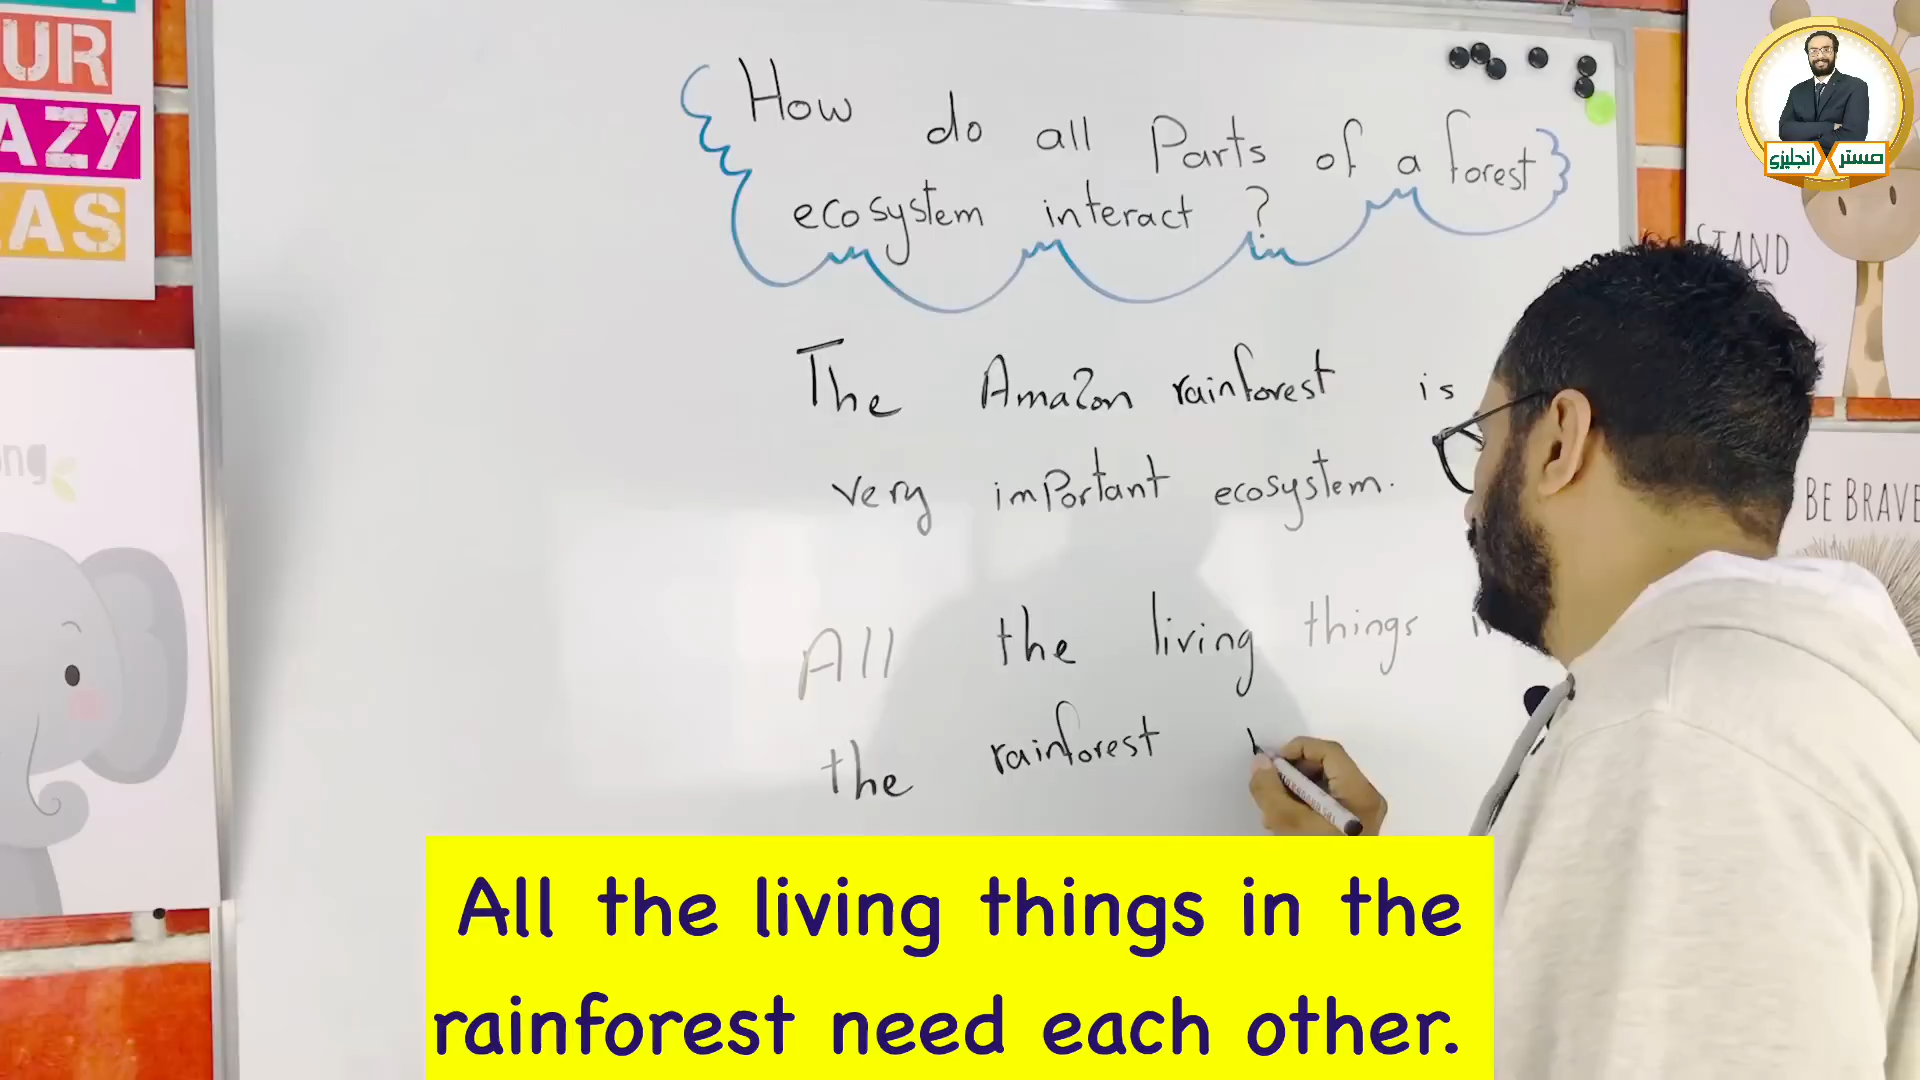 UR
AZY
EAS
ng
How do all Parts of a forest
ecosystem interact ?
The Amazon rainforest is
very important ecosystem.
All the living things
the rainforest
مستر X انجليزي
STAND
BE BRAVE
All the living things in the
rainforest need each other.